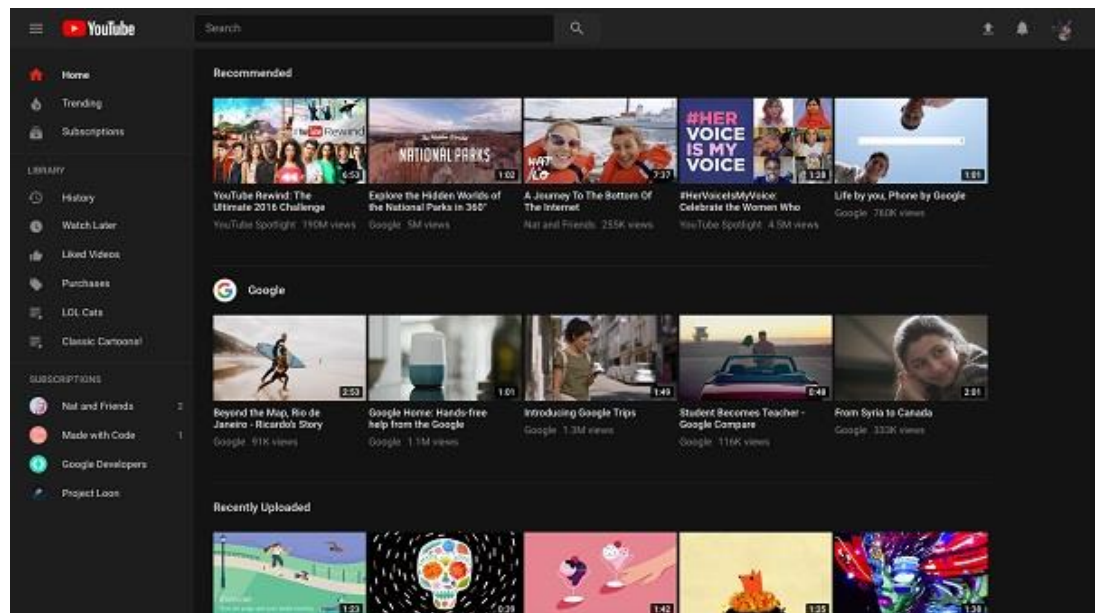 YouTube
Search
Home
Trending
Subscriptions
LIBRARY
History
Watch Later
Liked Videos
Purchases
LOL Cats
Classic Cartoons!
SUBSCRIPTIONS
Nat and Friends 2
Made with Code 1
Google Developers
Project Loon
Recommended
YouTube Rewind
6:53
YouTube Rewind: The
Ultimate 2016 Challenge
YouTube Spotlight 190M views
NATIONAL PARKS
1:02
Explore the Hidden Worlds of
the National Parks in 360°
Google 5M views
NAT
7:37
A Journey To The Bottom Of
The Internet
Nat and Friends 255K views
#HER
VOICE
IS MY
VOICE
1:38
#HerVoiceIsMyVoice:
Celebrate the Women Who
YouTube Spotlight 4.5M views
1:01
Life by you, Phone by Google
Google 760K views
Google
2:53
Beyond the Map, Rio de
Janeiro - Ricardo's Story
Google 91K views
1:01
Google Home: Hands-free
help from the Google
Google 1.1M views
1:49
Introducing Google Trips
Google 1.3M views
0:48
Student Becomes Teacher -
Google Compare
Google 116K views
2:01
From Syria to Canada
Google 333K views
Recently Uploaded
1:23
0:39
1:42
1:35
1:30